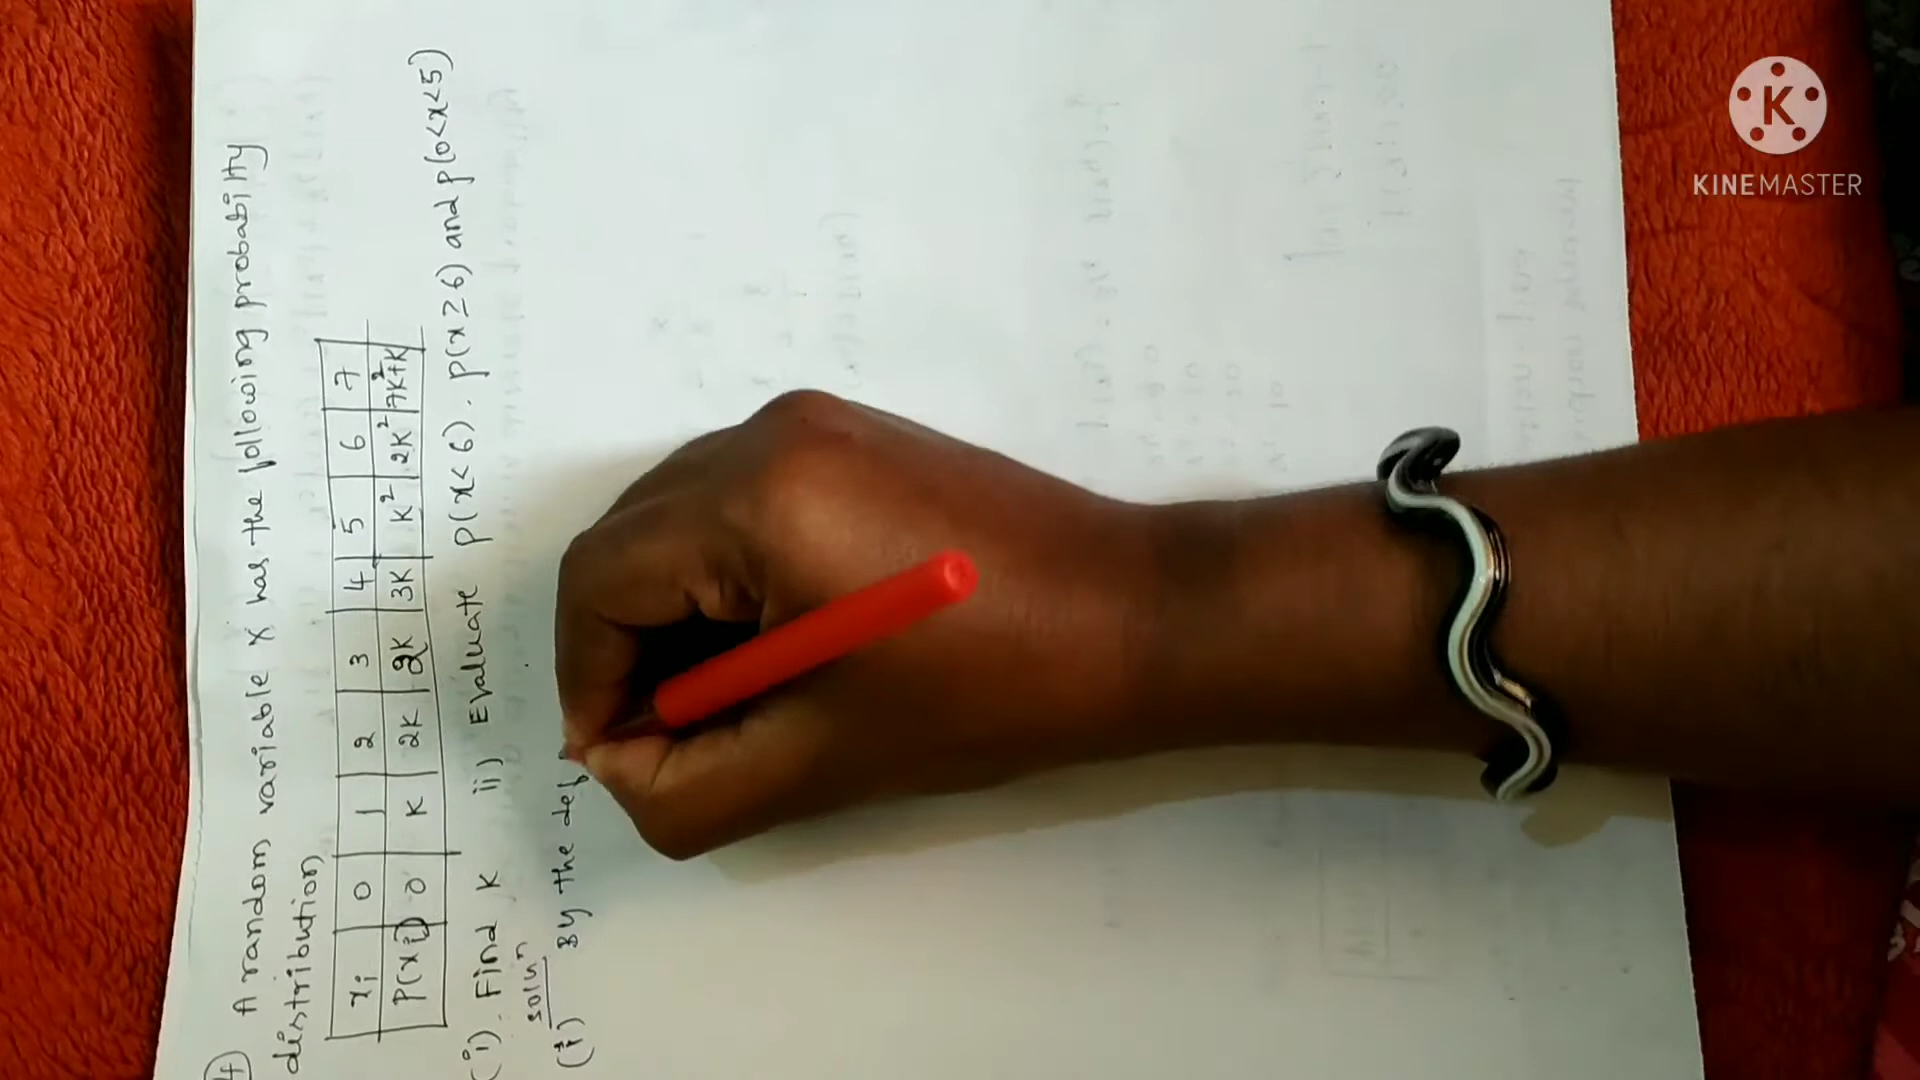 4 A random variable x has the following probability
distribution
xi 0 1 2 3 4 5 6 7
P(xi) 0 K 2K 2K 3K K² 2K² 7K²+K
(i). Find K ii) Evaluate P(x<6). P(x≥6) and P(0<x<5)
Soluⁿ
(i) By the def
KINEMASTER